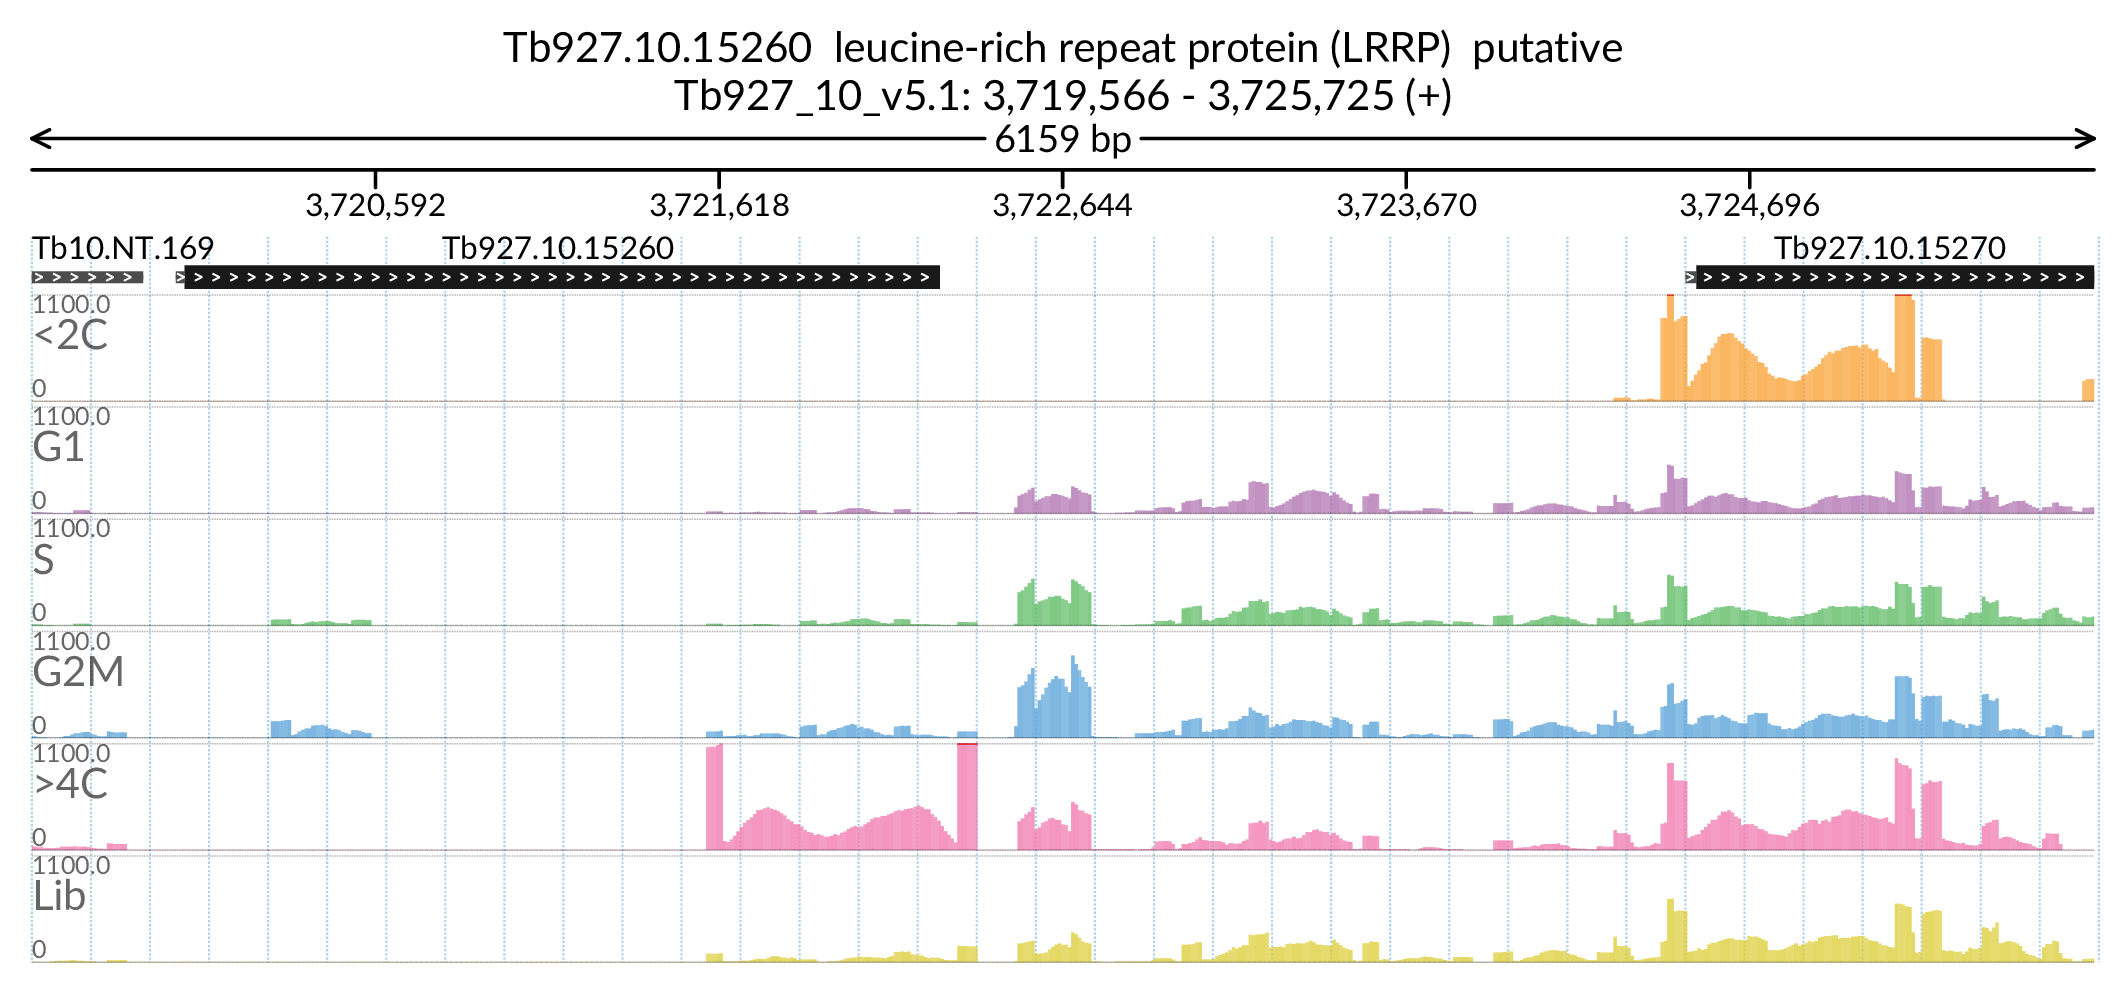 Tb927.10.15260 leucine-rich repeat protein (LRRP) putative
Tb927_10_v5.1: 3,719,566 - 3,725,725 (+)
6159 bp
3,720,592 3,721,618 3,722,644 3,723,670 3,724,696
Tb10.NT.169 Tb927.10.15260 Tb927.10.15270
1100.0
<2C
0
1100.0
G1
0
1100.0
S
0
1100.0
G2M
0
1100.0
>4C
0
1100.0
Lib
0